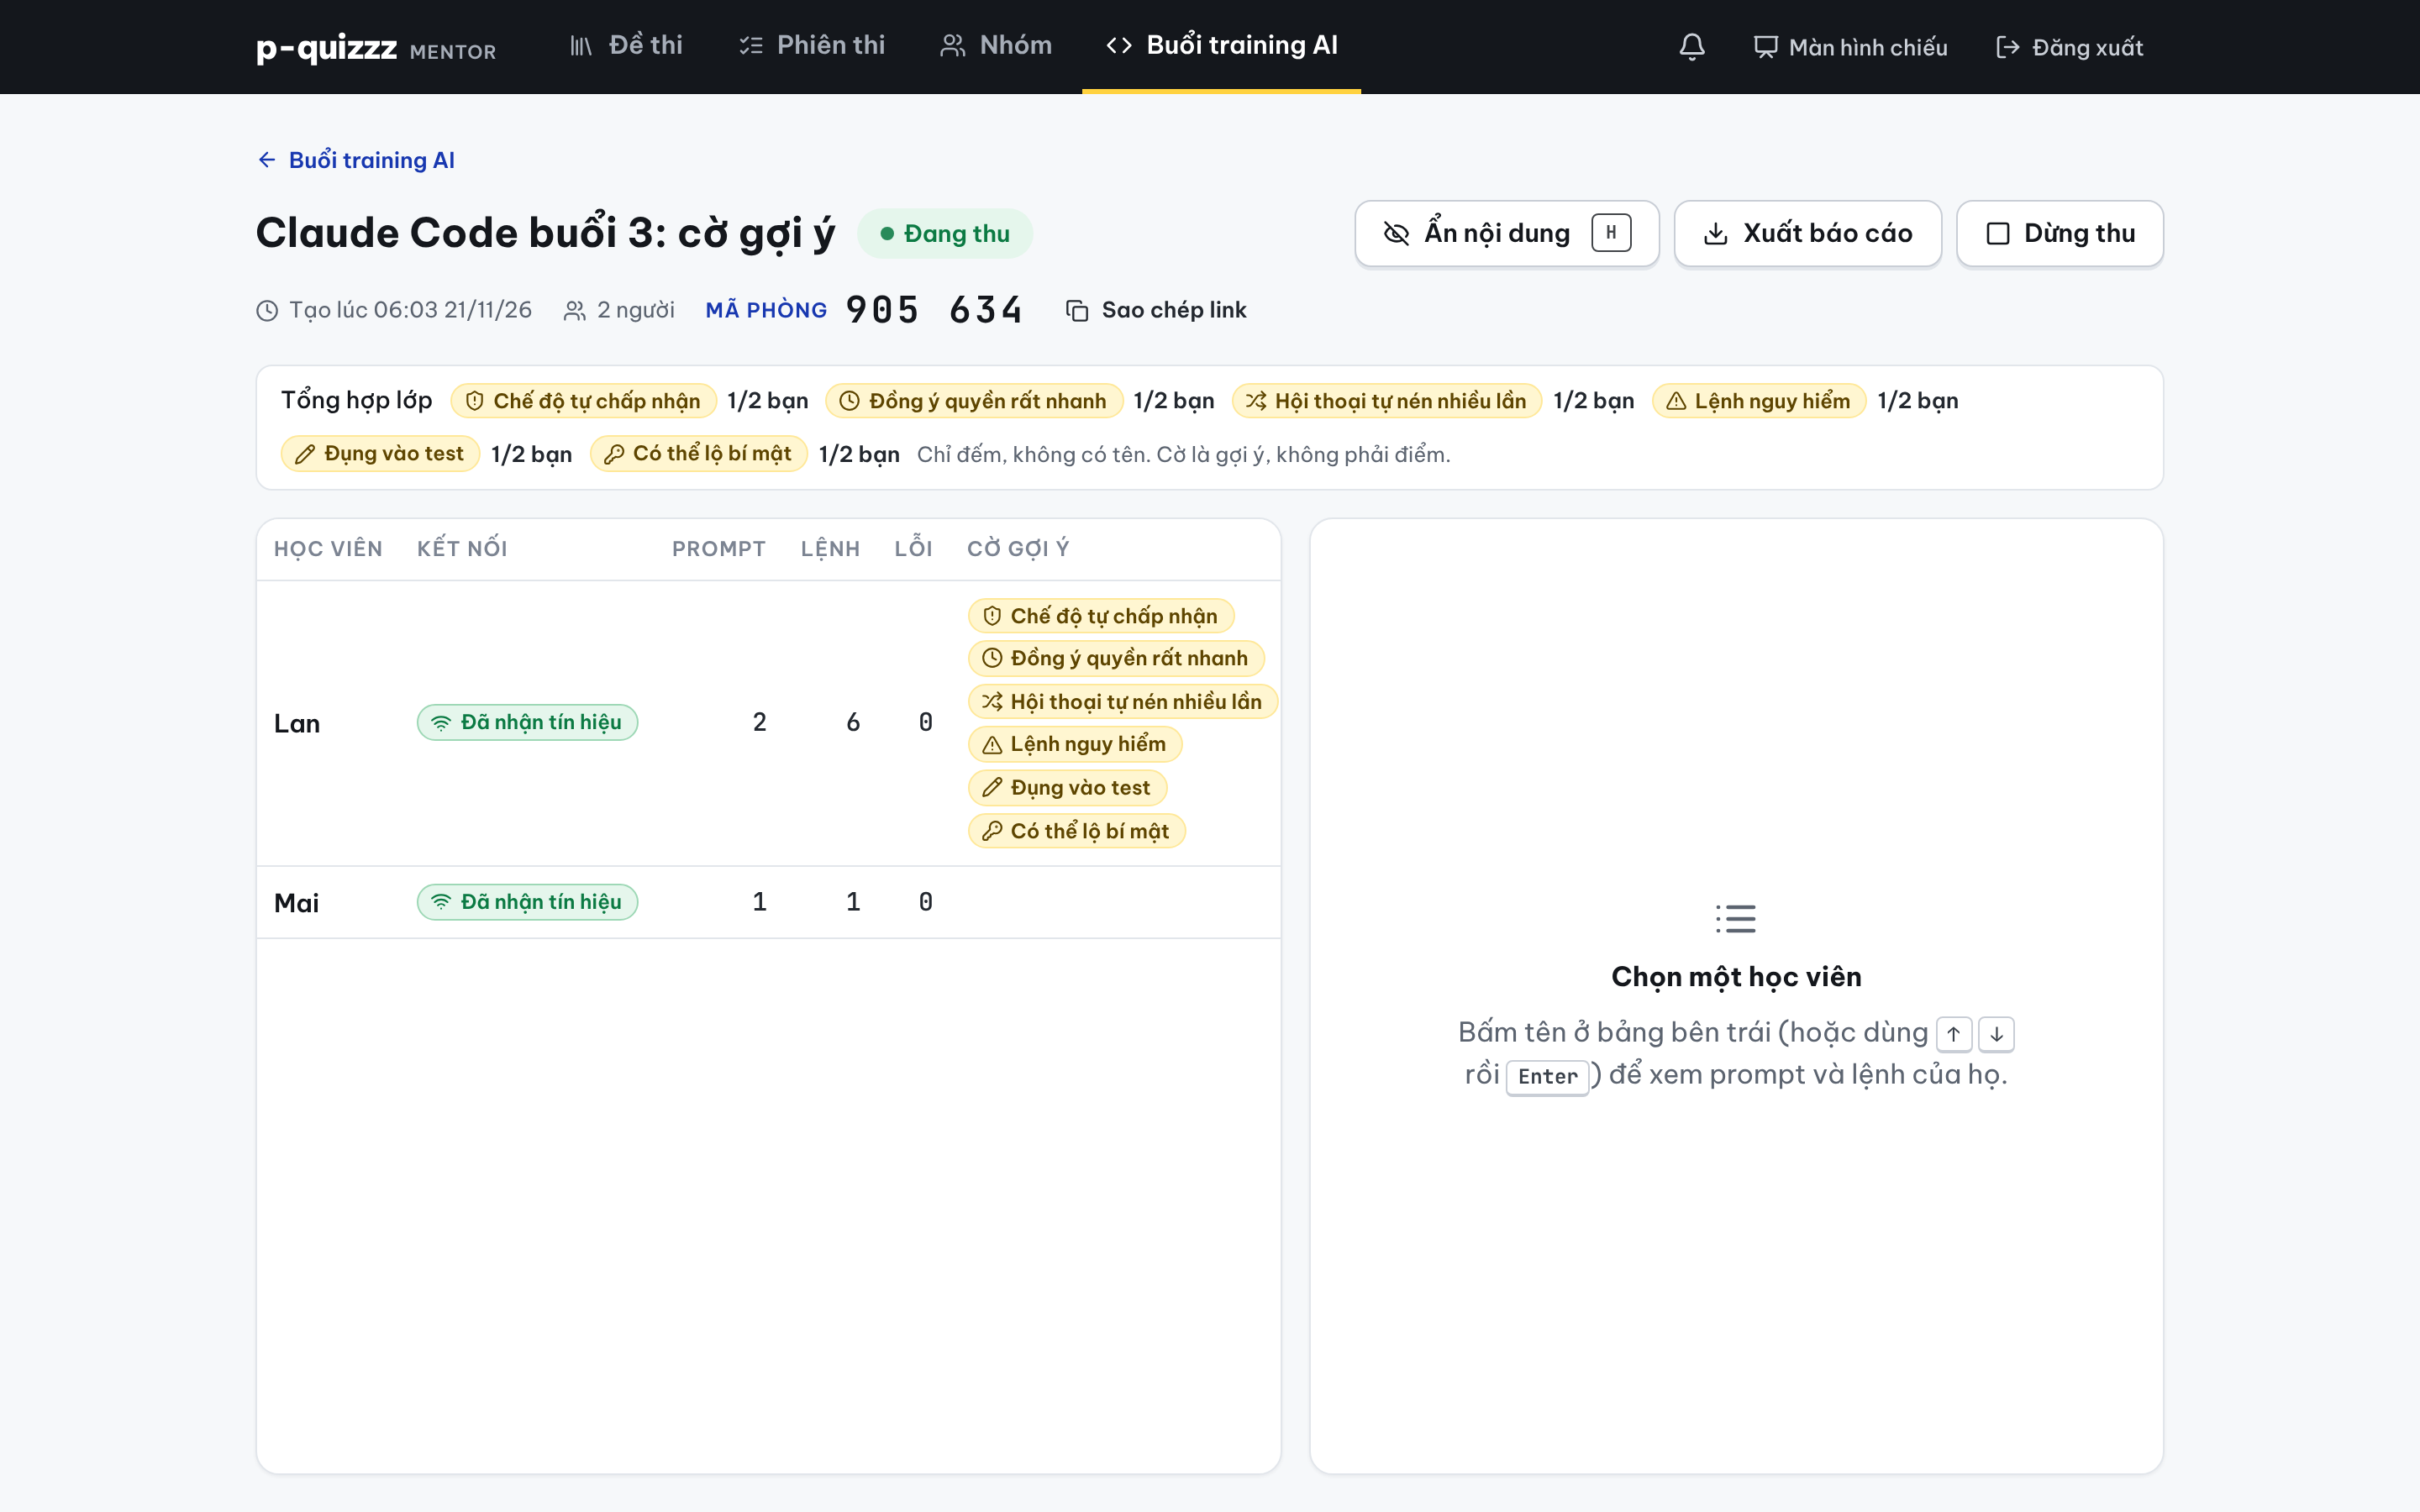 p-quizzz MENTOR Đề thi Phiên thi Nhóm Buổi training AI Màn hình chiếu Đăng xuất
Buổi training AI
Claude Code buổi 3: cờ gợi ý Đang thu Ẩn nội dung H Xuất báo cáo Dừng thu
Tạo lúc 06:03 21/11/26 2 người MÃ PHÒNG 905 634 Sao chép link
Tổng hợp lớp Chế độ tự chấp nhận 1/2 bạn Đồng ý quyền rất nhanh 1/2 bạn Hội thoại tự nén nhiều lần 1/2 bạn Lệnh nguy hiểm 1/2 bạn
Đụng vào test 1/2 bạn Có thể lộ bí mật 1/2 bạn Chỉ đếm, không có tên. Cờ là gợi ý, không phải điểm.
HỌC VIÊN KẾT NỐI PROMPT LỆNH LỖI CỜ GỢI Ý
Chế độ tự chấp nhận
Đồng ý quyền rất nhanh
Hội thoại tự nén nhiều lần
Lan Đã nhận tín hiệu 2 6 0
Lệnh nguy hiểm
Đụng vào test
Có thể lộ bí mật
Mai Đã nhận tín hiệu 1 1 0
Chọn một học viên
Bấm tên ở bảng bên trái (hoặc dùng ↑ ↓
rồi Enter) để xem prompt và lệnh của họ.